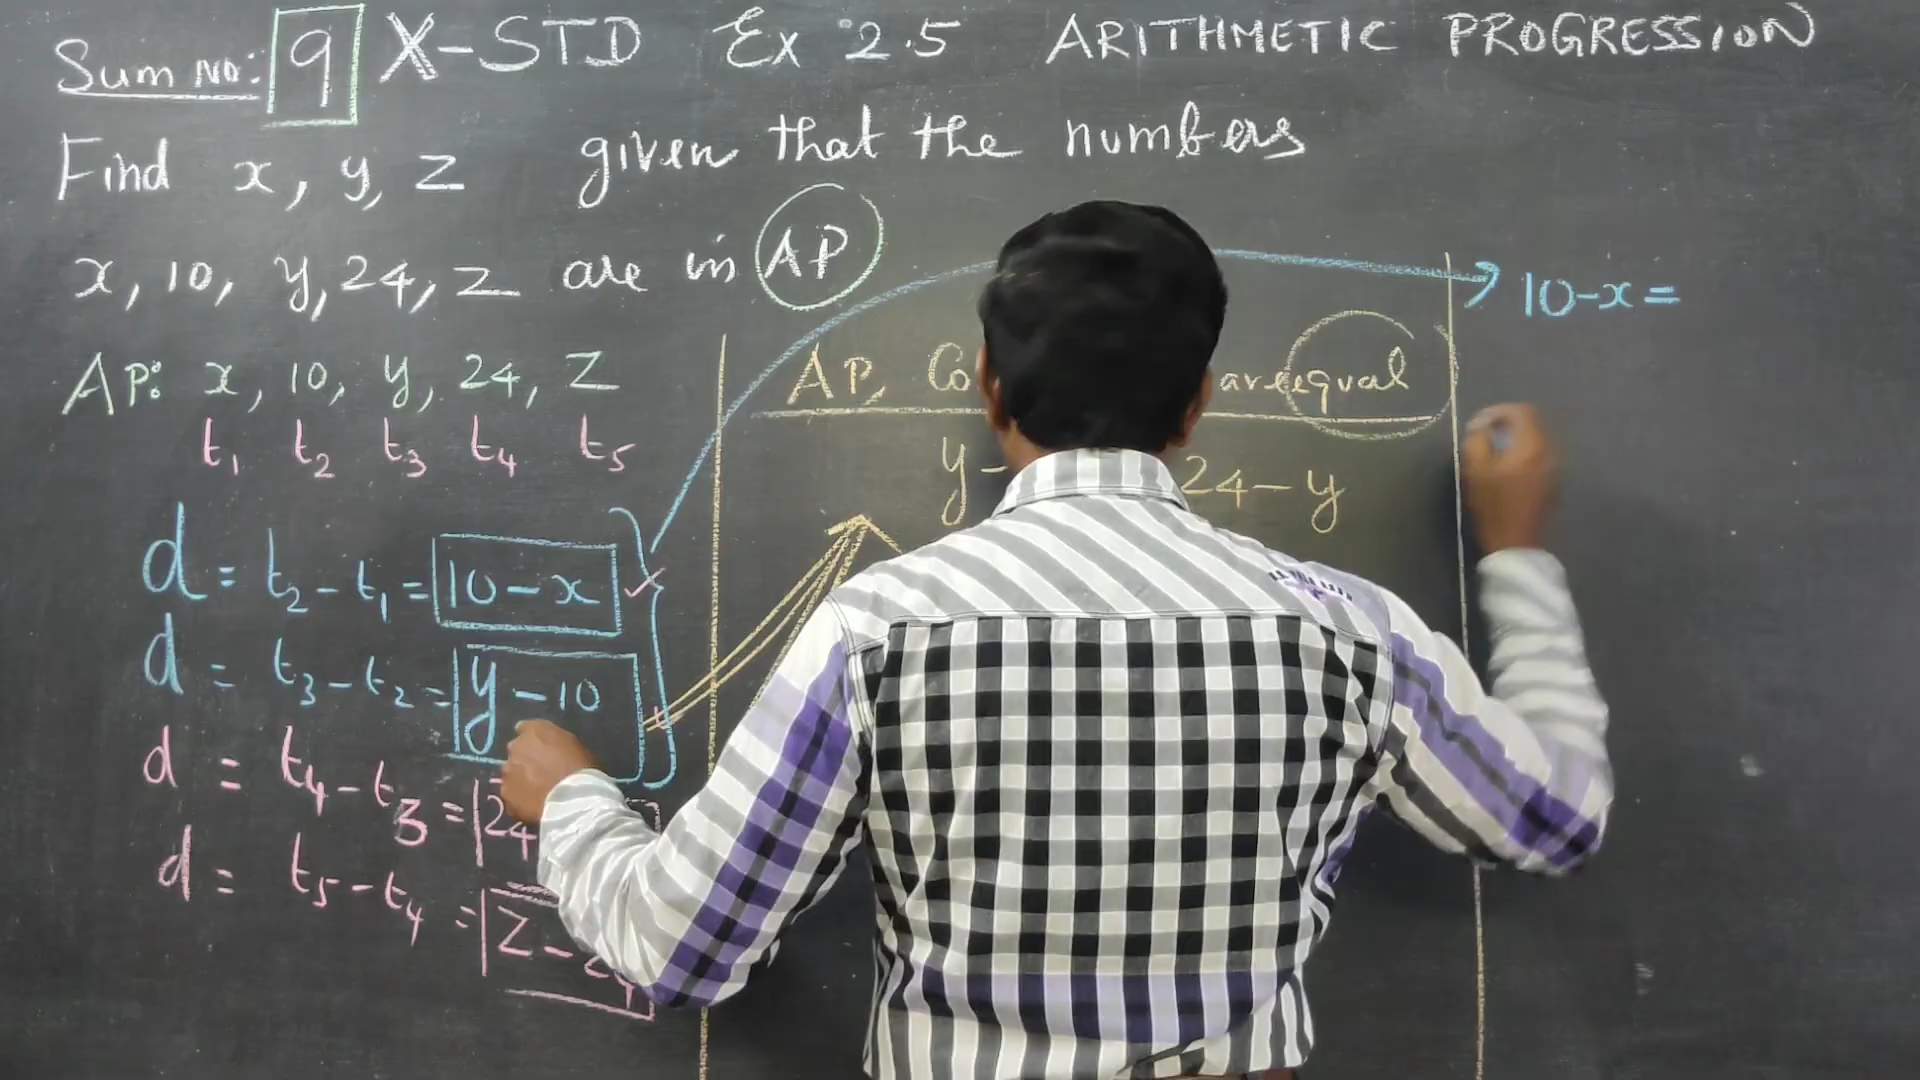 Sum No: 9 X-STD Ex 2.5 ARITHMETIC PROGRESSION
Find x, y, z given that the numbers
x, 10, y, 24, z are in AP
AP: x, 10, y, 24, z
t1 t2 t3 t4 t5
d = t2 - t1 = 10 - x
d = t3 - t2 = y - 10
d = t4 - t3 = 24
d = t5 - t4 = z - 24
AP, are equal
y - 24 - y
10 - x =